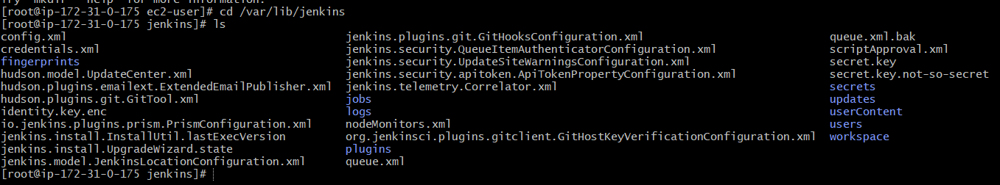 Try 'mkdir --help' for more information.
[root@ip-172-31-0-175 ec2-user]# cd /var/lib/jenkins
[root@ip-172-31-0-175 jenkins]# ls
config.xml jenkins.plugins.git.GitHooksConfiguration.xml queue.xml.bak
credentials.xml jenkins.security.QueueItemAuthenticatorConfiguration.xml scriptApproval.xml
fingerprints jenkins.security.UpdateSiteWarningsConfiguration.xml secret.key
hudson.model.UpdateCenter.xml jenkins.security.apitoken.ApiTokenPropertyConfiguration.xml secret.key.not-so-secret
hudson.plugins.emailext.ExtendedEmailPublisher.xml jenkins.telemetry.Correlator.xml secrets
hudson.plugins.git.GitTool.xml jobs updates
identity.key.enc logs userContent
io.jenkins.plugins.prism.PrismConfiguration.xml nodeMonitors.xml users
jenkins.install.InstallUtil.lastExecVersion org.jenkinsci.plugins.gitclient.GitHostKeyVerificationConfiguration.xml workspace
jenkins.install.UpgradeWizard.state plugins
jenkins.model.JenkinsLocationConfiguration.xml queue.xml
[root@ip-172-31-0-175 jenkins]#